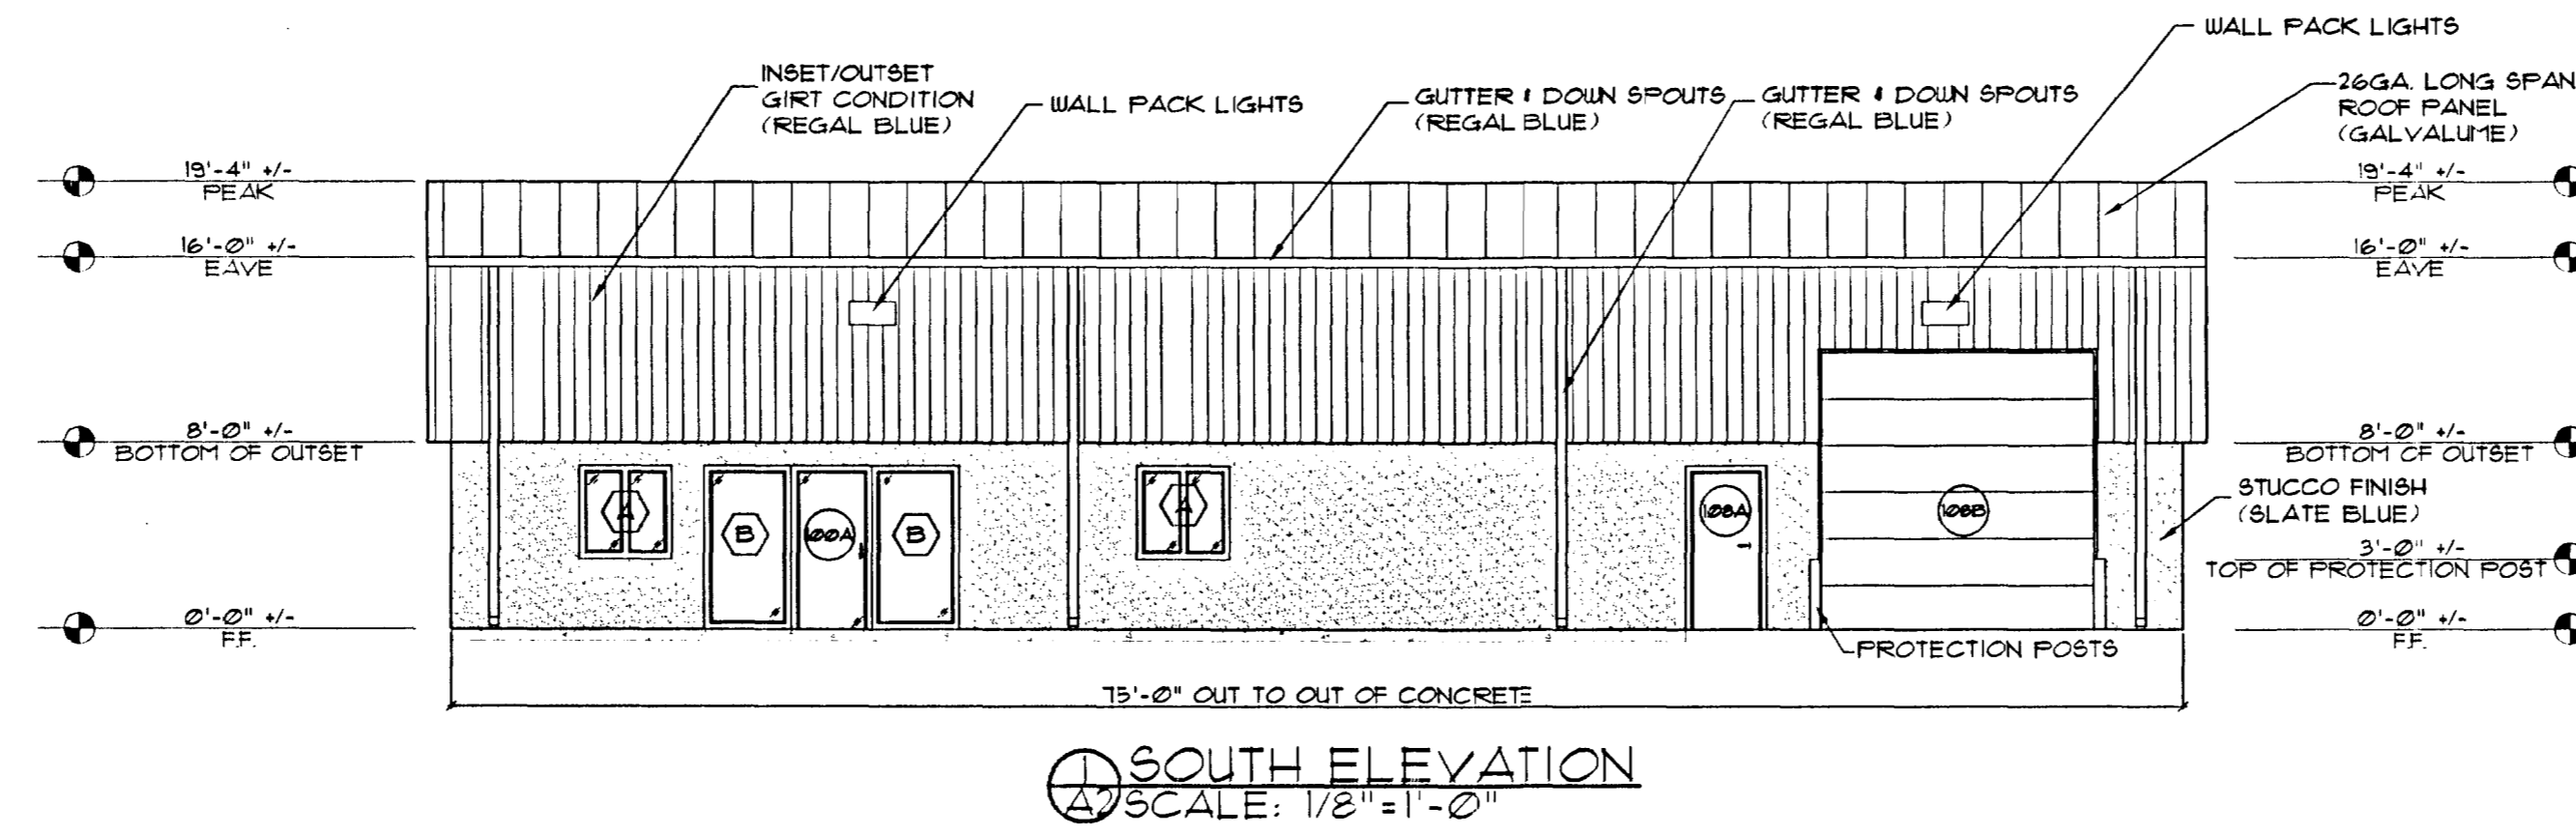 WALL PACK LIGHTS
INSET/OUTSET
GIRT CONDITION
(REGAL BLUE)
WALL PACK LIGHTS
GUTTER & DOWN SPOUTS
(REGAL BLUE)
GUTTER & DOWN SPOUTS
(REGAL BLUE)
26GA. LONG SPAN
ROOF PANEL
(GALVALUME)
19'-4" +/-
PEAK
19'-4" +/-
PEAK
16'-0" +/-
EAVE
16'-0" +/-
EAVE
8'-0" +/-
BOTTOM OF OUTSET
8'-0" +/-
BOTTOM OF OUTSET
STUCCO FINISH
(SLATE BLUE)
A
B
100A
B
A
108A
108B
3'-0" +/-
TOP OF PROTECTION POST
0'-0" +/-
F.F.
0'-0" +/-
F.F.
PROTECTION POSTS
75'-0" OUT TO OUT OF CONCRETE
1
A2
SOUTH ELEVATION
SCALE: 1/8"=1'-0"